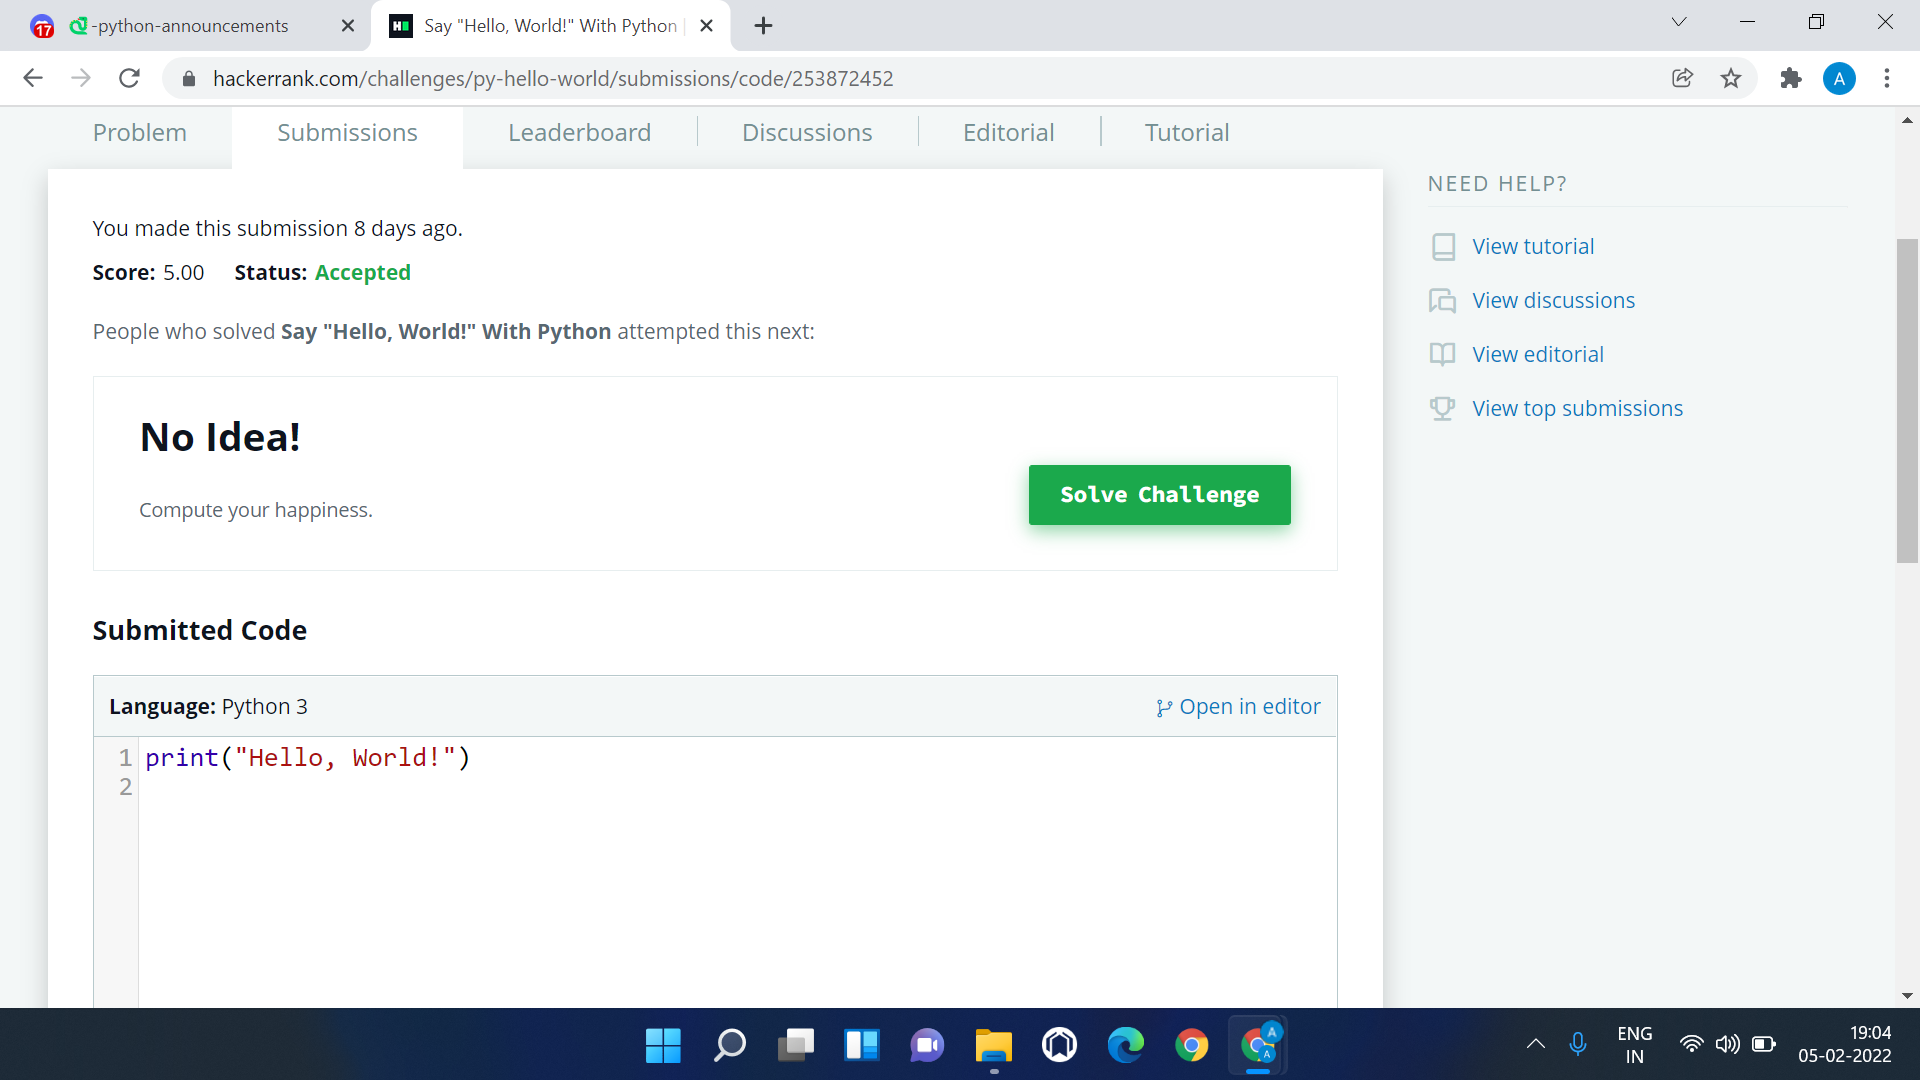 17 -python-announcements
Say "Hello, World!" With Python |
hackerrank.com/challenges/py-hello-world/submissions/code/253872452
A
Problem Submissions Leaderboard Discussions Editorial Tutorial
NEED HELP?
View tutorial
View discussions
View editorial
View top submissions
You made this submission 8 days ago.
Score: 5.00 Status: Accepted
People who solved Say "Hello, World!" With Python attempted this next:
No Idea!
Compute your happiness.
Solve Challenge
Submitted Code
Language: Python 3
Open in editor
1 print("Hello, World!")
2
A
A
ENG
IN
19:04
05-02-2022